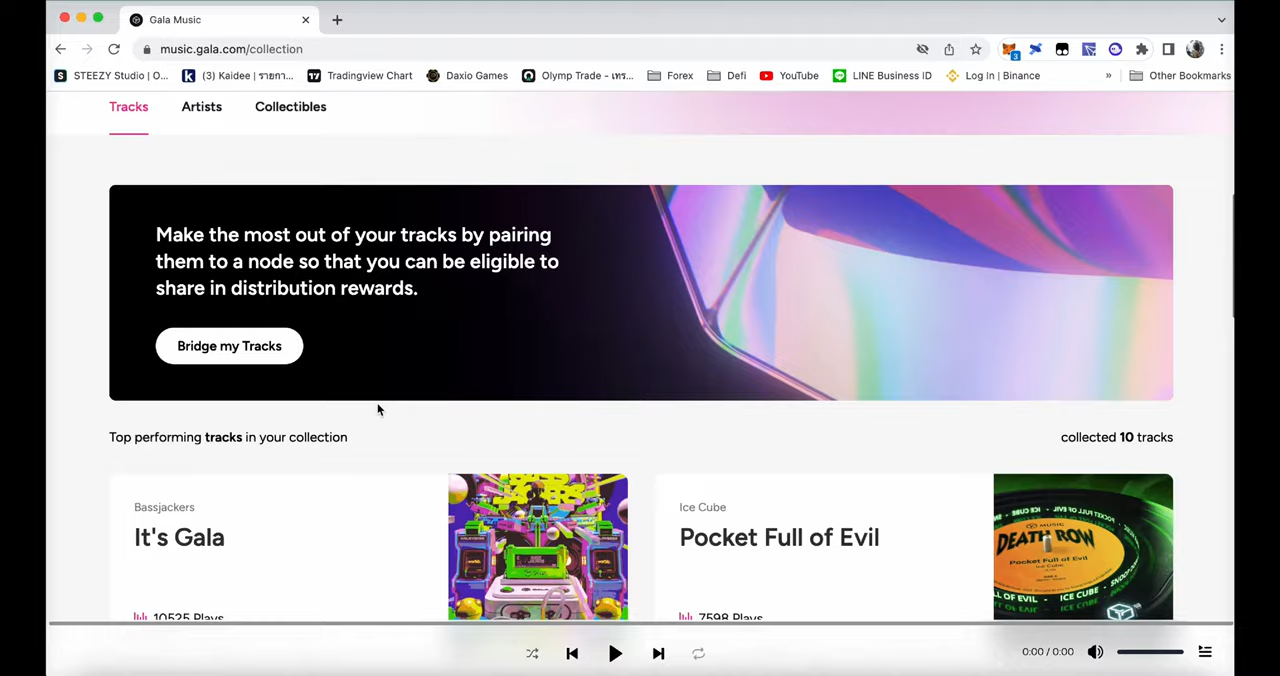 Gala Music
music.gala.com/collection
3
STEEZY Studio | O...
(3) Kaidee | รายกา...
Tradingview Chart
Daxio Games
Olymp Trade - เทร...
Forex
Defi
YouTube
LINE Business ID
Log In | Binance
»
Other Bookmarks
Tracks
Artists
Collectibles
Make the most out of your tracks by pairing
them to a node so that you can be eligible to
share in distribution rewards.
Bridge my Tracks
Top performing tracks in your collection
collected 10 tracks
Bassjackers
It's Gala
10525 Plays
Ice Cube
Pocket Full of Evil
7598 Plays
MUSIC
DEATH ROW
Pocket Full of Evil
Ice Cube
0:00 / 0:00